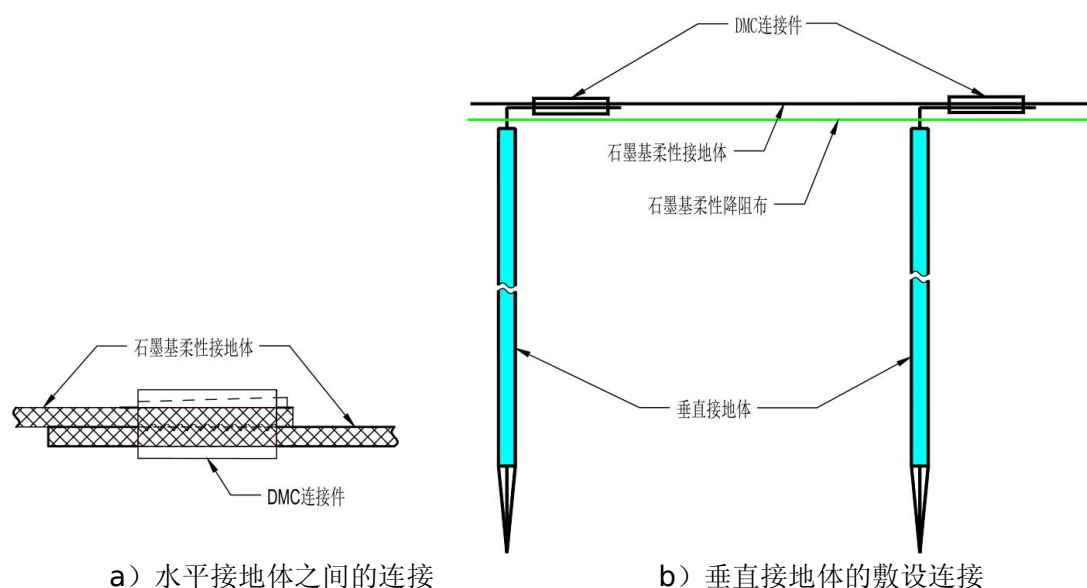 DMC连接件
石墨基柔性接地体
石墨基柔性降阻布
石墨基柔性接地体
垂直接地体
DMC连接件
a）水平接地体之间的连接
b）垂直接地体的敷设连接